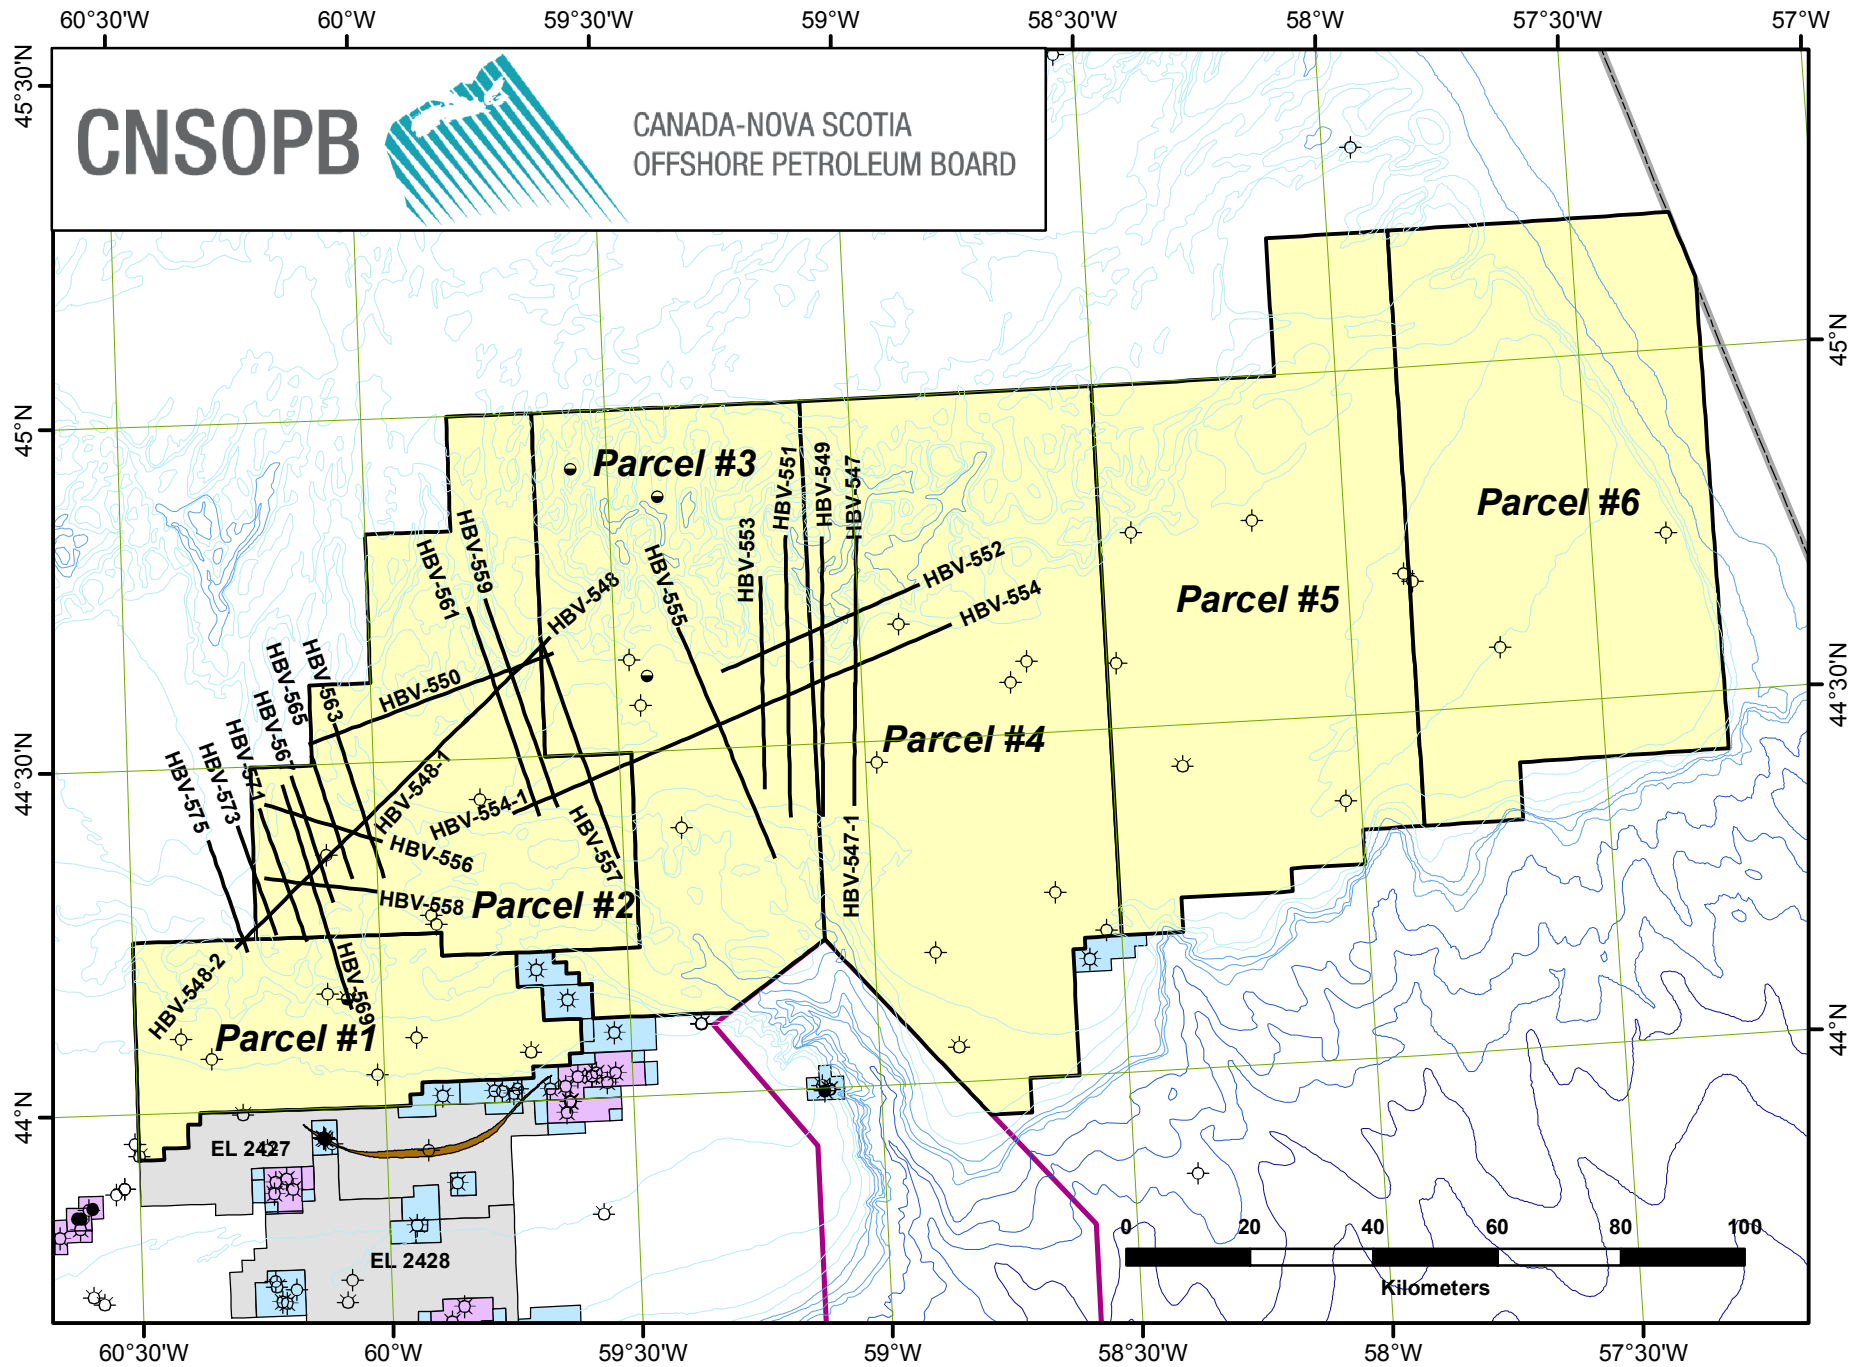 60°30'W 60°W 59°30'W 59°W 58°30'W 58°W 57°30'W 57°W
45°30'N
CNSOPB
CANADA-NOVA SCOTIA
OFFSHORE PETROLEUM BOARD
45°N
45°N
Parcel #3
HBV-551
HBV-549
HBV-547
Parcel #6
HBV-553
HBV-559
HBV-561
HBV-555
HBV-548
HBV-552
HBV-554
Parcel #5
HBV-563
HBV-565
HBV-550
44°30'N
HBV-567
HBV-571
HBV-573
HBV-575
44°30'N
Parcel #4
HBV-548-1
HBV-554-1
HBV-557
HBV-556
HBV-558
Parcel #2
HBV-547-1
HBV-548-2
HBV-569
Parcel #1
44°N
44°N
EL 2427
EL 2428
0 20 40 60 80 100
Kilometers
60°30'W 60°W 59°30'W 59°W 58°30'W 58°W 57°30'W